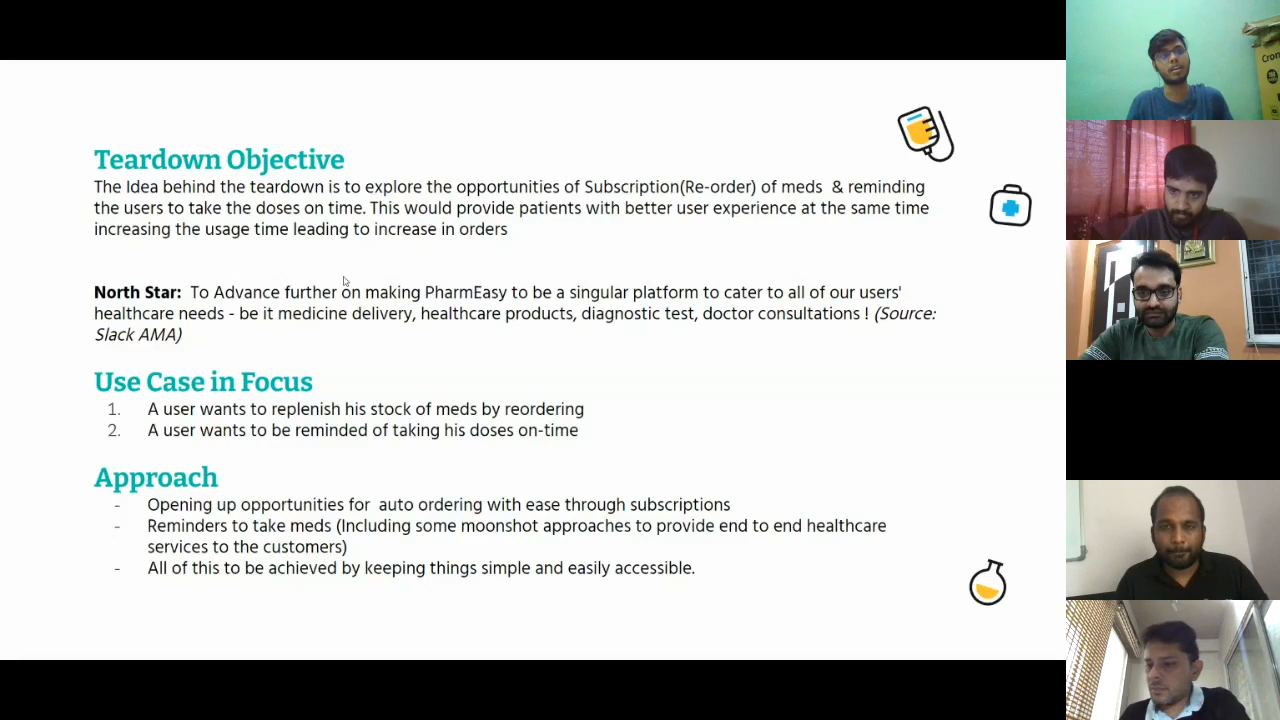 Teardown Objective
The Idea behind the teardown is to explore the opportunities of Subscription(Re-order) of meds & reminding
the users to take the doses on time. This would provide patients with better user experience at the same time
increasing the usage time leading to increase in orders
North Star: To Advance further on making PharmEasy to be a singular platform to cater to all of our users'
healthcare needs - be it medicine delivery, healthcare products, diagnostic test, doctor consultations ! (Source:
Slack AMA)
Use Case in Focus
1. A user wants to replenish his stock of meds by reordering
2. A user wants to be reminded of taking his doses on-time
Approach
- Opening up opportunities for auto ordering with ease through subscriptions
- Reminders to take meds (Including some moonshot approaches to provide end to end healthcare
services to the customers)
- All of this to be achieved by keeping things simple and easily accessible.